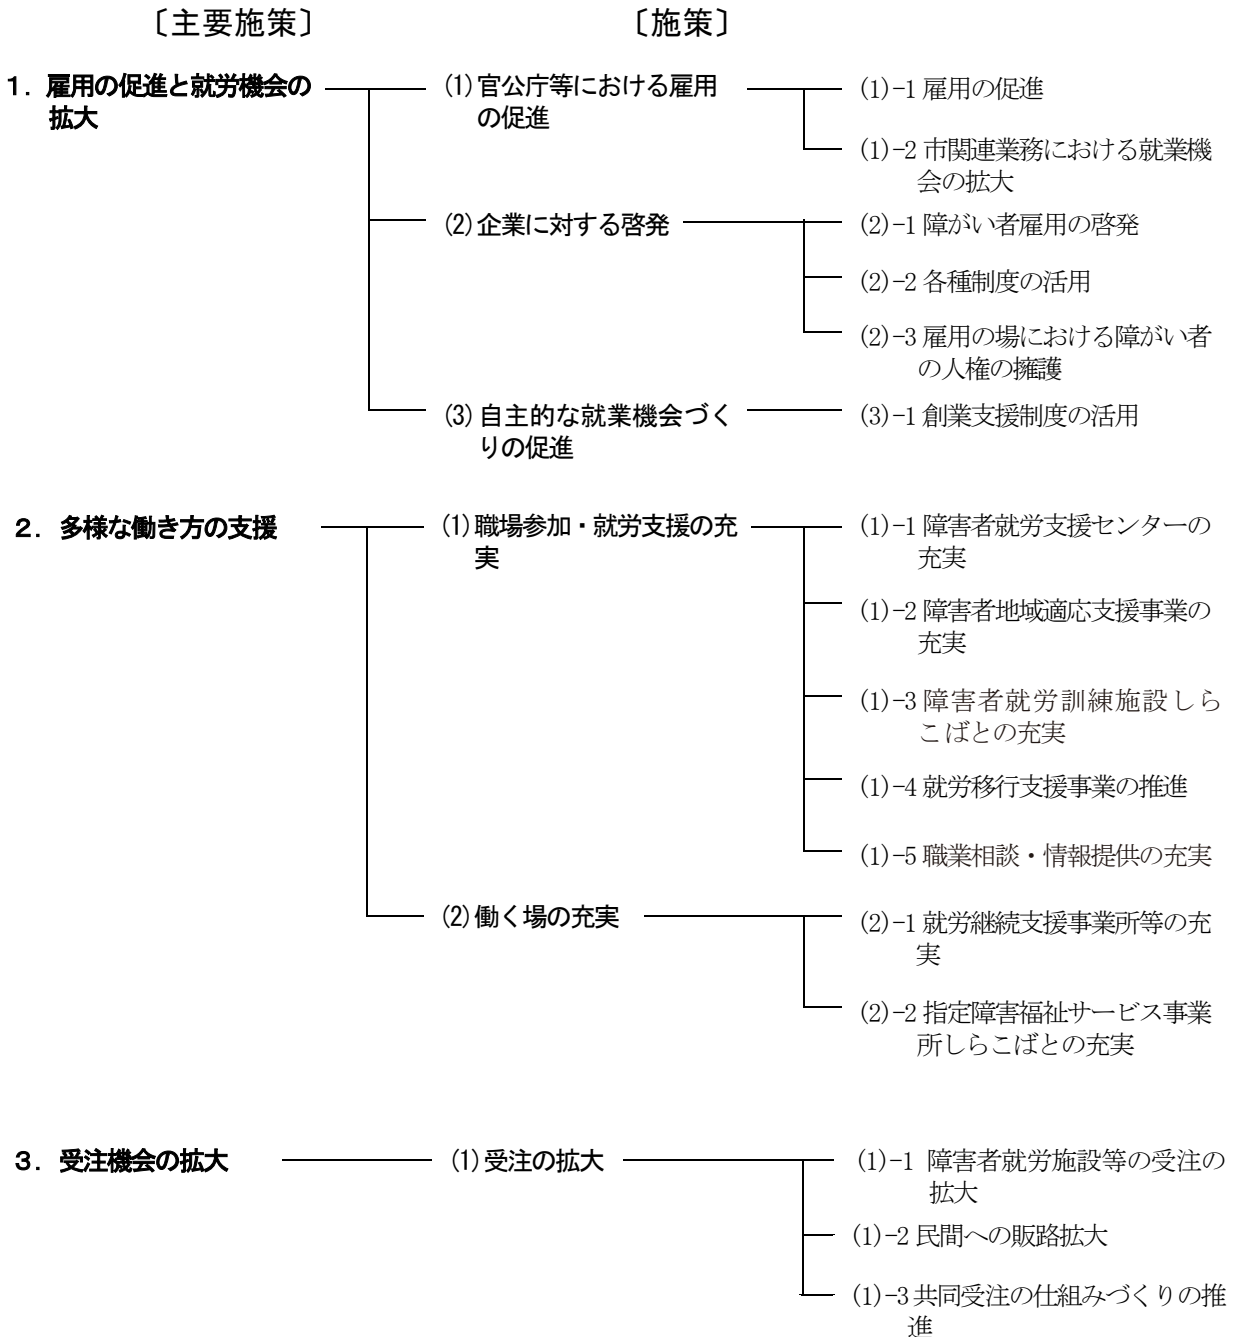 〔主要施策〕 〔施策〕
１．雇用の促進と就労機会の
拡大
(1)官公庁等における雇用
の促進
(1)-1 雇用の促進
(1)-2 市関連業務における就業機
会の拡大
(2)企業に対する啓発
(2)-1 障がい者雇用の啓発
(2)-2 各種制度の活用
(2)-3 雇用の場における障がい者
の人権の擁護
(3)自主的な就業機会づく
りの促進
(3)-1 創業支援制度の活用
２．多様な働き方の支援
(1)職場参加・就労支援の充
実
(1)-1 障害者就労支援センターの
充実
(1)-2 障害者地域適応支援事業の
充実
(1)-3 障害者就労訓練施設しら
こばとの充実
(1)-4 就労移行支援事業の推進
(1)-5 職業相談・情報提供の充実
(2)働く場の充実
(2)-1 就労継続支援事業所等の充
実
(2)-2 指定障害福祉サービス事業
所しらこばとの充実
３．受注機会の拡大
(1)受注の拡大
(1)-1 障害者就労施設等の受注の
拡大
(1)-2 民間への販路拡大
(1)-3 共同受注の仕組みづくりの推
進